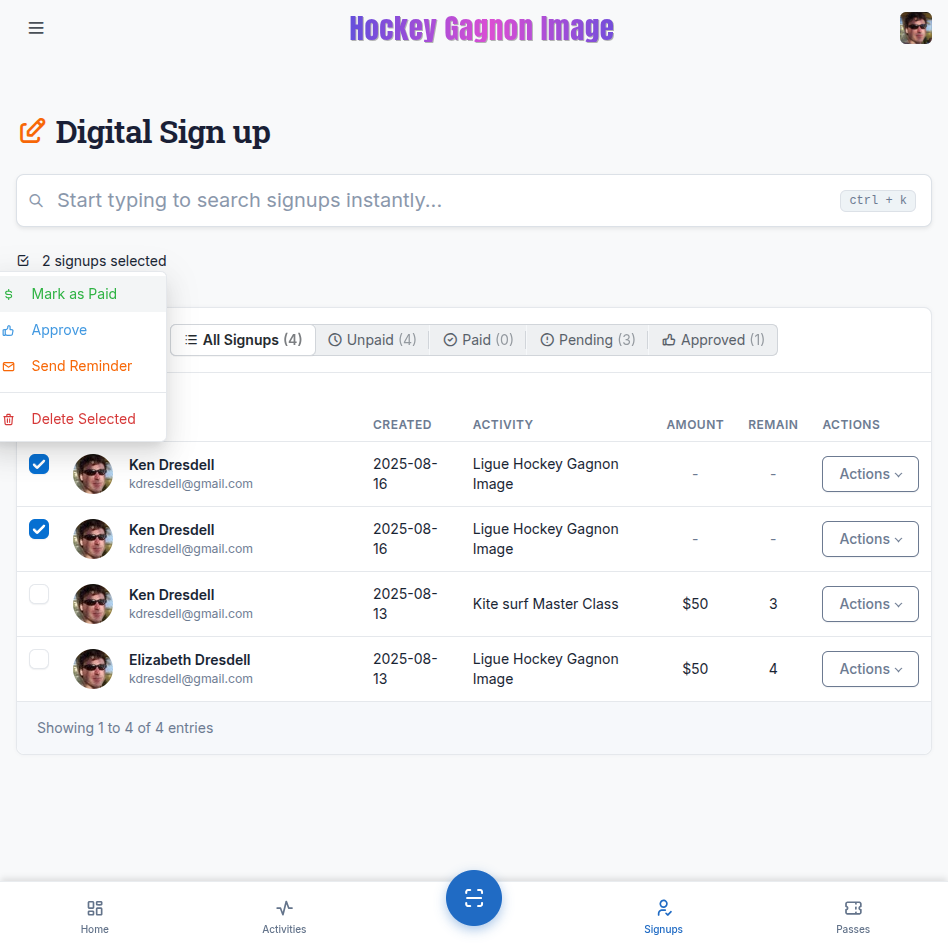 Hockey Gagnon Image
Digital Sign up
Start typing to search signups instantly...
ctrl + k
2 signups selected
Mark as Paid
Approve
Send Reminder
Delete Selected
All Signups (4)
Unpaid (4)
Paid (0)
Pending (3)
Approved (1)
CREATED ACTIVITY AMOUNT REMAIN ACTIONS
Ken Dresdell
kdresdell@gmail.com
2025-08-
16
Ligue Hockey Gagnon
Image
-
-
Actions
Ken Dresdell
kdresdell@gmail.com
2025-08-
16
Ligue Hockey Gagnon
Image
-
-
Actions
Ken Dresdell
kdresdell@gmail.com
2025-08-
13
Kite surf Master Class
$50
3
Actions
Elizabeth Dresdell
kdresdell@gmail.com
2025-08-
13
Ligue Hockey Gagnon
Image
$50
4
Actions
Showing 1 to 4 of 4 entries
Home
Activities
Signups
Passes